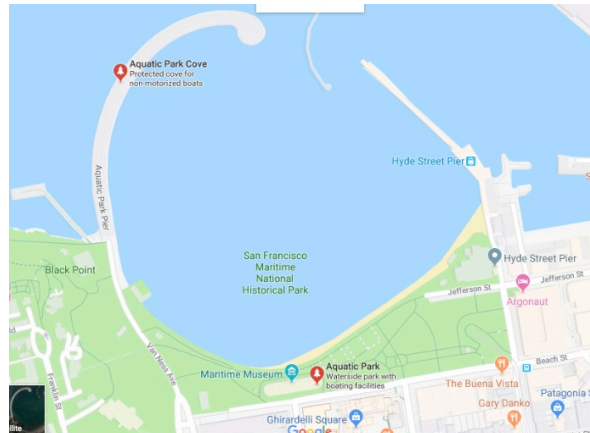 Aquatic Park Cove
Protected cove for
non-motorized boats
Aquatic Park Pier
Hyde Street Pier
San Francisco
Maritime
National
Historical Park
Hyde Street Pier
Black Point
Jefferson St
Argonaut
Van Ness Ave
Franklin St
Maritime Museum
Aquatic Park
Waterside park with
boating facilities
Beach St
The Buena Vista
Patagonia S
Gary Danko
Ghirardelli Square
Google
llite